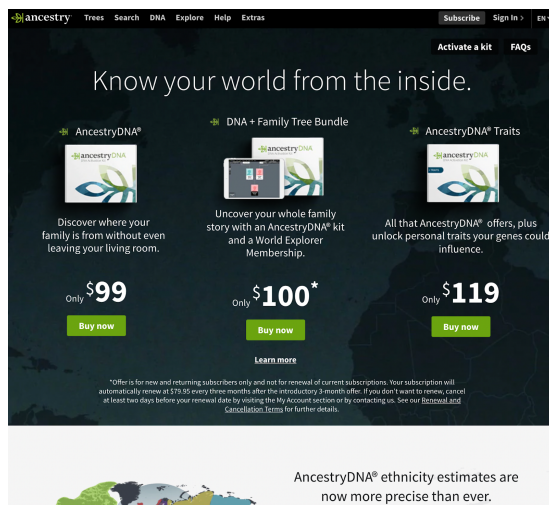 ancestry Trees Search DNA Explore Help Extras Subscribe Sign In > EN
Activate a kit FAQs
Know your world from the inside.
AncestryDNA®
ancestryDNA
Discover where your
family is from without even
leaving your living room.
Only $99
Buy now
DNA + Family Tree Bundle
ancestryDNA
Uncover your whole family
story with an AncestryDNA® kit
and a World Explorer
Membership.
Only $100*
Buy now
Learn more
AncestryDNA® Traits
ancestryDNA
All that AncestryDNA® offers, plus
unlock personal traits your genes could
influence.
Only $119
Buy now
*Offer is for new and returning subscribers only and not for renewal of current subscriptions. Your subscription will
automatically renew at $79.95 every three months after the introductory 3-month offer. If you don't want to renew, cancel
at least two days before your renewal date by visiting the My Account section or by contacting us. See our Renewal and
Cancellation Terms for further details.
AncestryDNA® ethnicity estimates are
now more precise than ever.